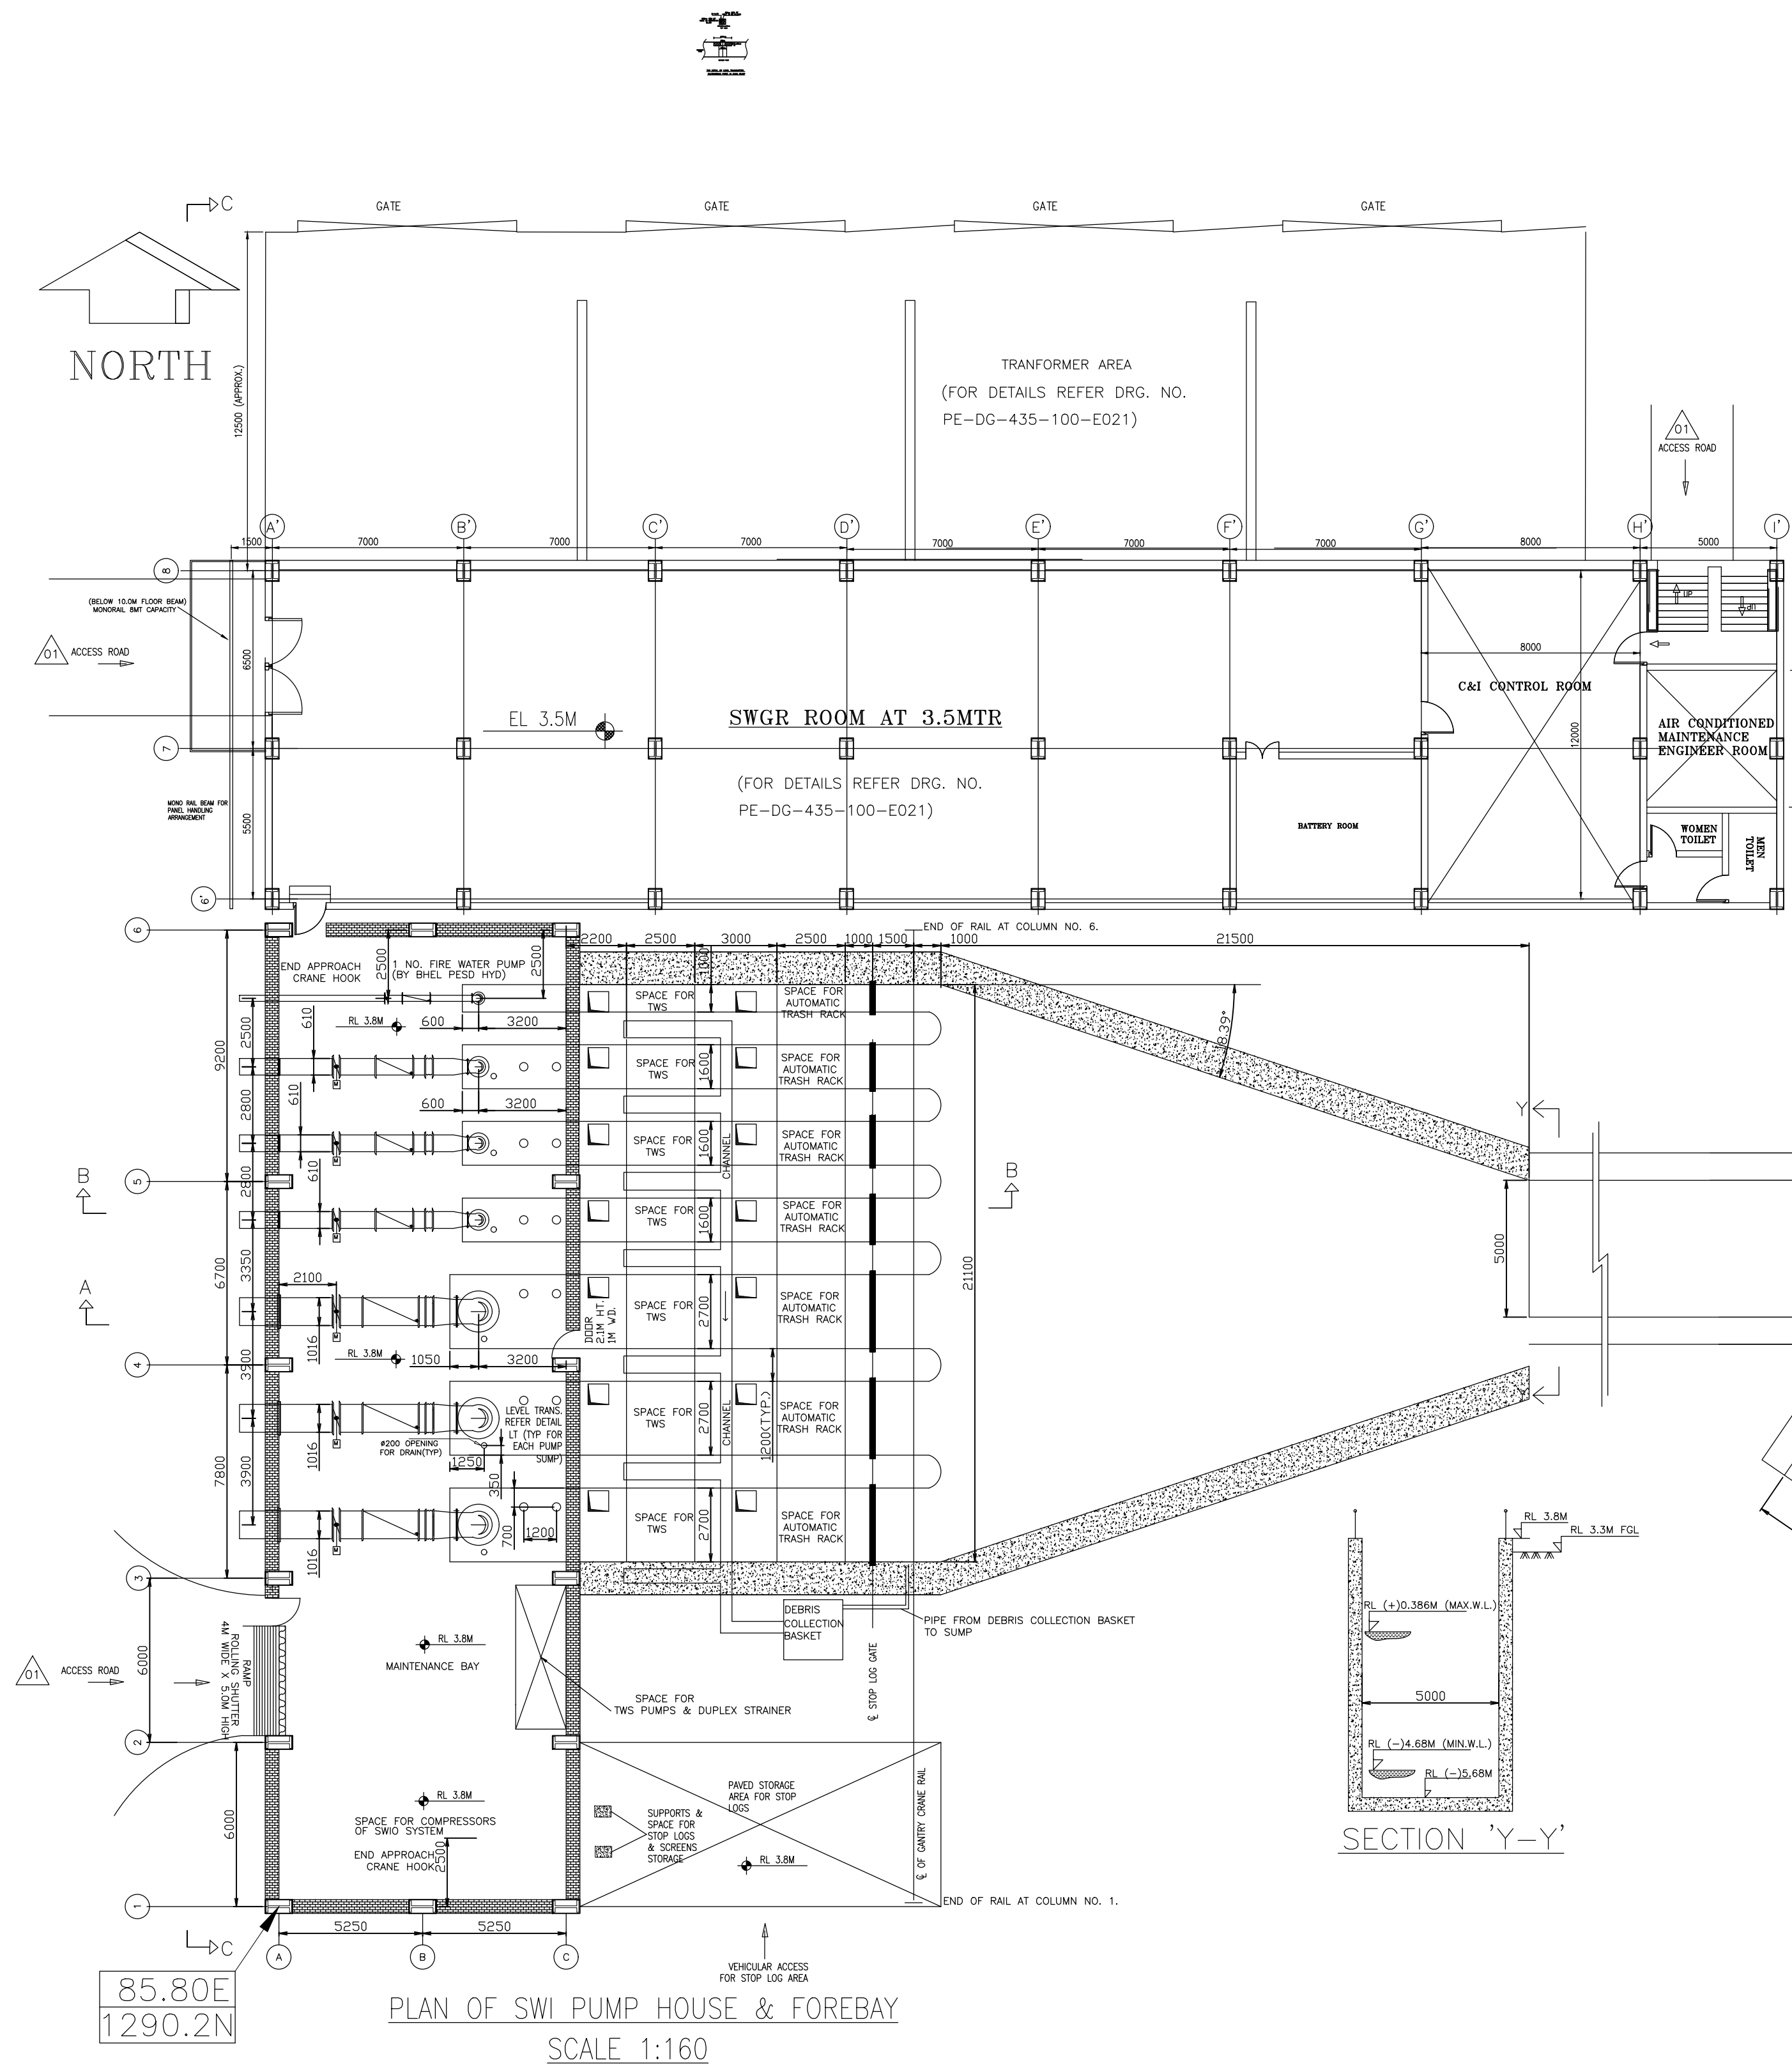 C
GATE
GATE
GATE
GATE
NORTH
12500 (APPROX.)
TRANFORMER AREA
(FOR DETAILS REFER DRG. NO.
PE-DG-435-100-E021)
01
ACCESS ROAD
A'
B'
C'
D'
E'
F'
G'
H'
I'
1500
7000
7000
7000
7000
7000
7000
8000
5000
8
(BELOW 10.0M FLOOR BEAM)
MONORAIL 8MT CAPACITY
01
ACCESS ROAD
6500
UP
UP
8000
C&I CONTROL ROOM
EL 3.5M
SWGR ROOM AT 3.5MTR
12000
AIR CONDITIONED
MAINTENANCE
ENGINEER ROOM
7
(FOR DETAILS REFER DRG. NO.
PE-DG-435-100-E021)
MONO RAIL BEAM FOR
PANEL HANDLING
ARRANGEMENT
5500
BATTERY ROOM
WOMEN
TOILET
MEN
TOILET
6'
6
END OF RAIL AT COLUMN NO. 6.
2200
2500
3000
2500
1000
1500
1000
21500
END APPROACH
CRANE HOOK
2500
1 NO. FIRE WATER PUMP
(BY BHEL PESD HYD)
2500
1000
SPACE FOR
TWS
SPACE FOR
AUTOMATIC
TRASH RACK
RL 3.8M
600
3200
18.39°
2500
610
9200
SPACE FOR
TWS
1600
SPACE FOR
AUTOMATIC
TRASH RACK
2800
610
600
3200
Y
SPACE FOR
TWS
1600
CHANNEL
SPACE FOR
AUTOMATIC
TRASH RACK
B
5
2800
610
B
SPACE FOR
TWS
1600
SPACE FOR
AUTOMATIC
TRASH RACK
5000
6700
3350
21100
A
2100
SPACE FOR
TWS
2700
SPACE FOR
AUTOMATIC
TRASH RACK
DOOR
2.1M HT.
1M WD.
1016
RL 3.8M
1050
3200
4
3900
1200(TYP.)
LEVEL TRANS.
REFER DETAIL
LT (TYP FOR
EACH PUMP
SUMP)
SPACE FOR
TWS
2700
CHANNEL
SPACE FOR
AUTOMATIC
TRASH RACK
ø200 OPENING
FOR DRAIN(TYP)
1016
1250
7800
3900
350
700
1200
SPACE FOR
TWS
2700
SPACE FOR
AUTOMATIC
TRASH RACK
1016
RL 3.8M
RL 3.3M FGL
3
RL (+)0.386M (MAX.W.L.)
DEBRIS
COLLECTION
BASKET
PIPE FROM DEBRIS COLLECTION BASKET
TO SUMP
RL 3.8M
MAINTENANCE BAY
01
ACCESS ROAD
6000
RAMP
ROLLING SHUTTER
4M WIDE X 5.0M HIGH
SPACE FOR
TWS PUMPS & DUPLEX STRAINER
℄ STOP LOG GATE
5000
2
RL (-)4.68M (MIN.W.L.)
RL (-)5.68M
SECTION 'Y-Y'
PAVED STORAGE
AREA FOR STOP
LOGS
RL 3.8M
SPACE FOR COMPRESSORS
OF SWIO SYSTEM
SUPPORTS &
SPACE FOR
STOP LOGS
& SCREENS
STORAGE
6000
END APPROACH
CRANE HOOK
2500
RL 3.8M
℄ OF GANTRY CRANE RAIL
1
END OF RAIL AT COLUMN NO. 1.
5250
5250
C
A
B
C
VEHICULAR ACCESS
FOR STOP LOG AREA
85.80E
1290.2N
PLAN OF SWI PUMP HOUSE & FOREBAY
SCALE 1:160